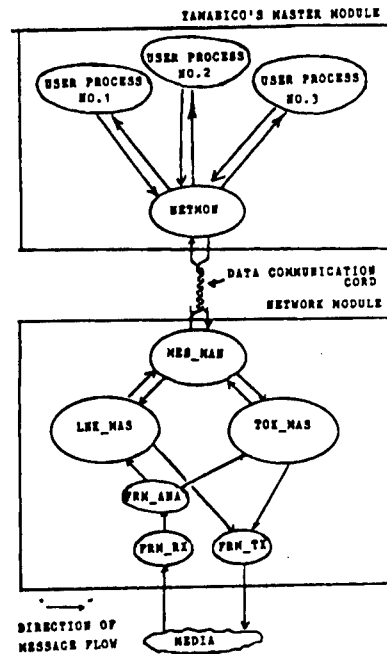 YAMABICO'S MASTER MODULE
USER PROCESS
NO.1
USER PROCESS
NO.2
USER PROCESS
NO.3
NETMON
DATA COMMUNICATION
CORD
NETWORK MODULE
MES_MAN
LNK_MAS
TOK_MAS
FRM_ANA
FRM_RX
FRM_TX
DIRECTION OF
MESSAGE FLOW
MEDIA